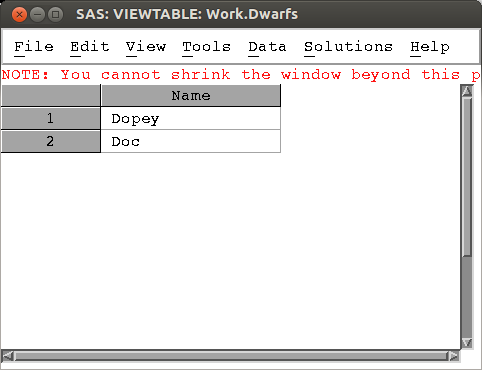 SAS: VIEWTABLE: Work.Dwarfs
File Edit View Tools Data Solutions Help
NOTE: You cannot shrink the window beyond this p
Name
1 Dopey
2 Doc